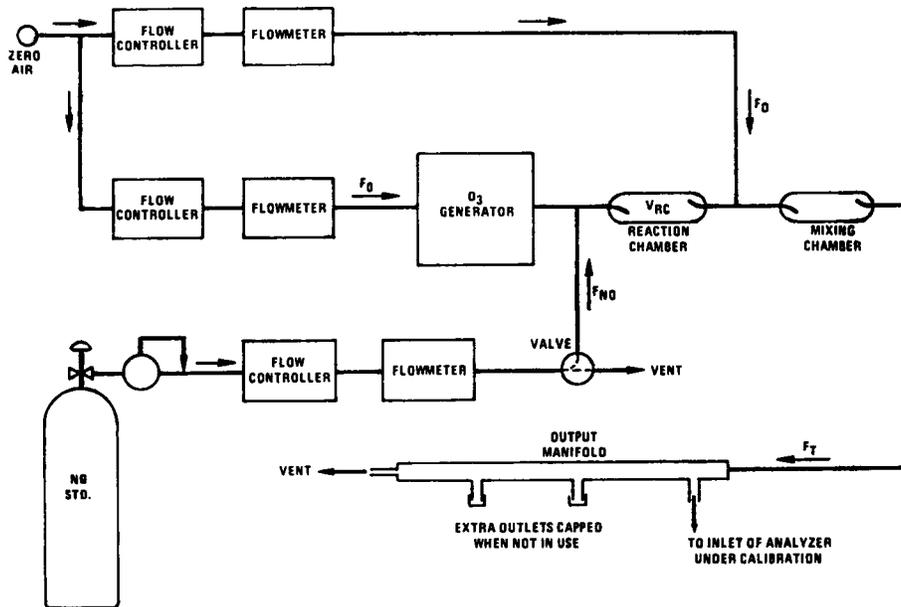 ZERO
AIR
FLOW
CONTROLLER
FLOWMETER
FD
FLOW
CONTROLLER
FLOWMETER
FO
O3
GENERATOR
VRC
REACTION
CHAMBER
MIXING
CHAMBER
FNO
VALVE
VENT
FLOW
CONTROLLER
FLOWMETER
NO
STD.
OUTPUT
MANIFOLD
VENT
FT
EXTRA OUTLETS CAPPED
WHEN NOT IN USE
TO INLET OF ANALYZER
UNDER CALIBRATION